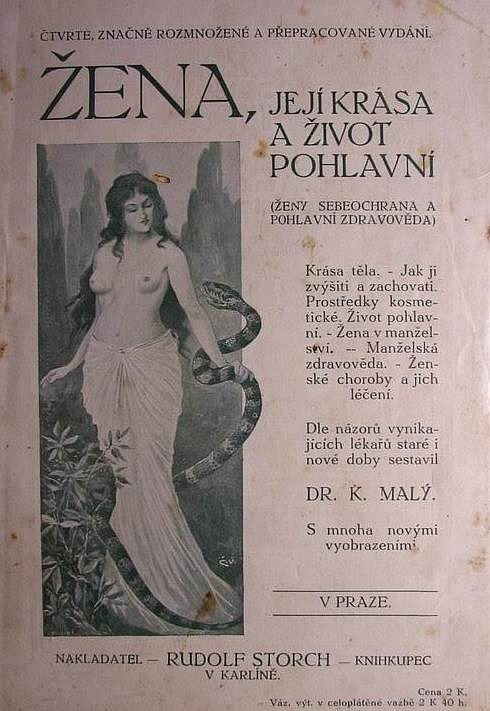 ČTVRTÉ, ZNAČNĚ ROZMNOŽENÉ A PŘEPRACOVANÉ VYDÁNÍ.
ŽENA, JEJÍ KRÁSA
A ŽIVOT
POHLAVNÍ
(ŽENY SEBEOCHRANA A
POHLAVNÍ ZDRAVOVĚDA)
Krása těla. - Jak ji
zvýšiti a zachovati.
Prostředky kosme-
tické. Život pohlav-
ní. - Žena v manžel-
ství. -- Manželská
zdravověda. - Žen-
ské choroby a jich
léčení.
Dle názorů vynika-
jících lékařů staré i
nové doby sestavil
DR. K. MALÝ.
S mnoha novými
vyobrazeními.
V PRAZE.
NAKLADATEL — RUDOLF STORCH — KNIHKUPEC
V KARLÍNĚ.
Cena 2 K.
Váz. výt. v celoplátěné vazbě 2 K 40 h.